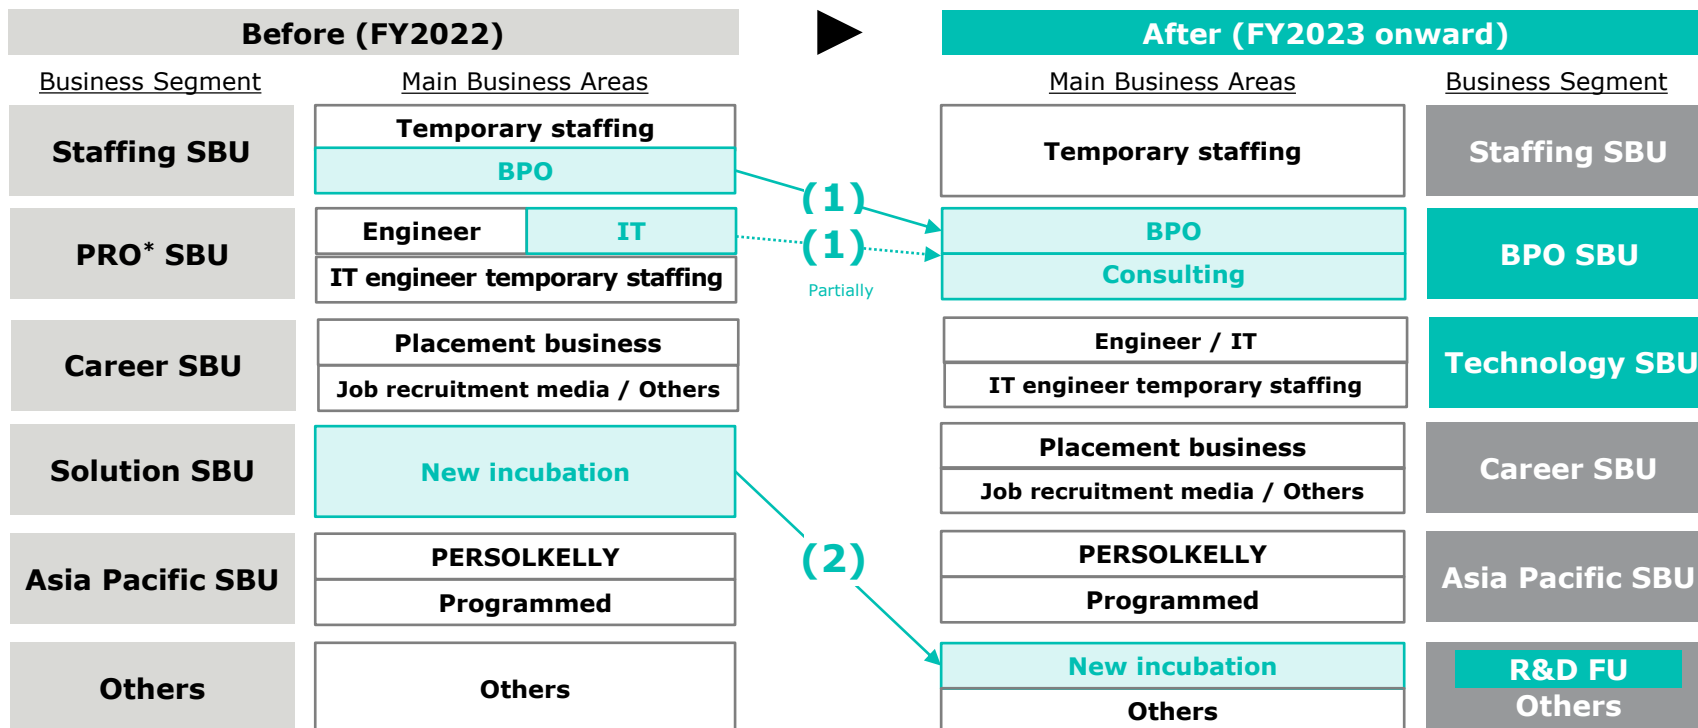 Before (FY2022)
After (FY2023 onward)
Business Segment
Main Business Areas
Main Business Areas
Business Segment
Staffing SBU
Temporary staffing
BPO
(1)
Temporary staffing
Staffing SBU
PRO* SBU
Engineer
IT
IT engineer temporary staffing
(1)
Partially
BPO
Consulting
BPO SBU
Career SBU
Placement business
Job recruitment media / Others
Engineer / IT
IT engineer temporary staffing
Technology SBU
Solution SBU
New incubation
Placement business
Job recruitment media / Others
Career SBU
Asia Pacific SBU
PERSOLKELLY
Programmed
(2)
PERSOLKELLY
Programmed
Asia Pacific SBU
Others
Others
New incubation
Others
R&D FU
Others